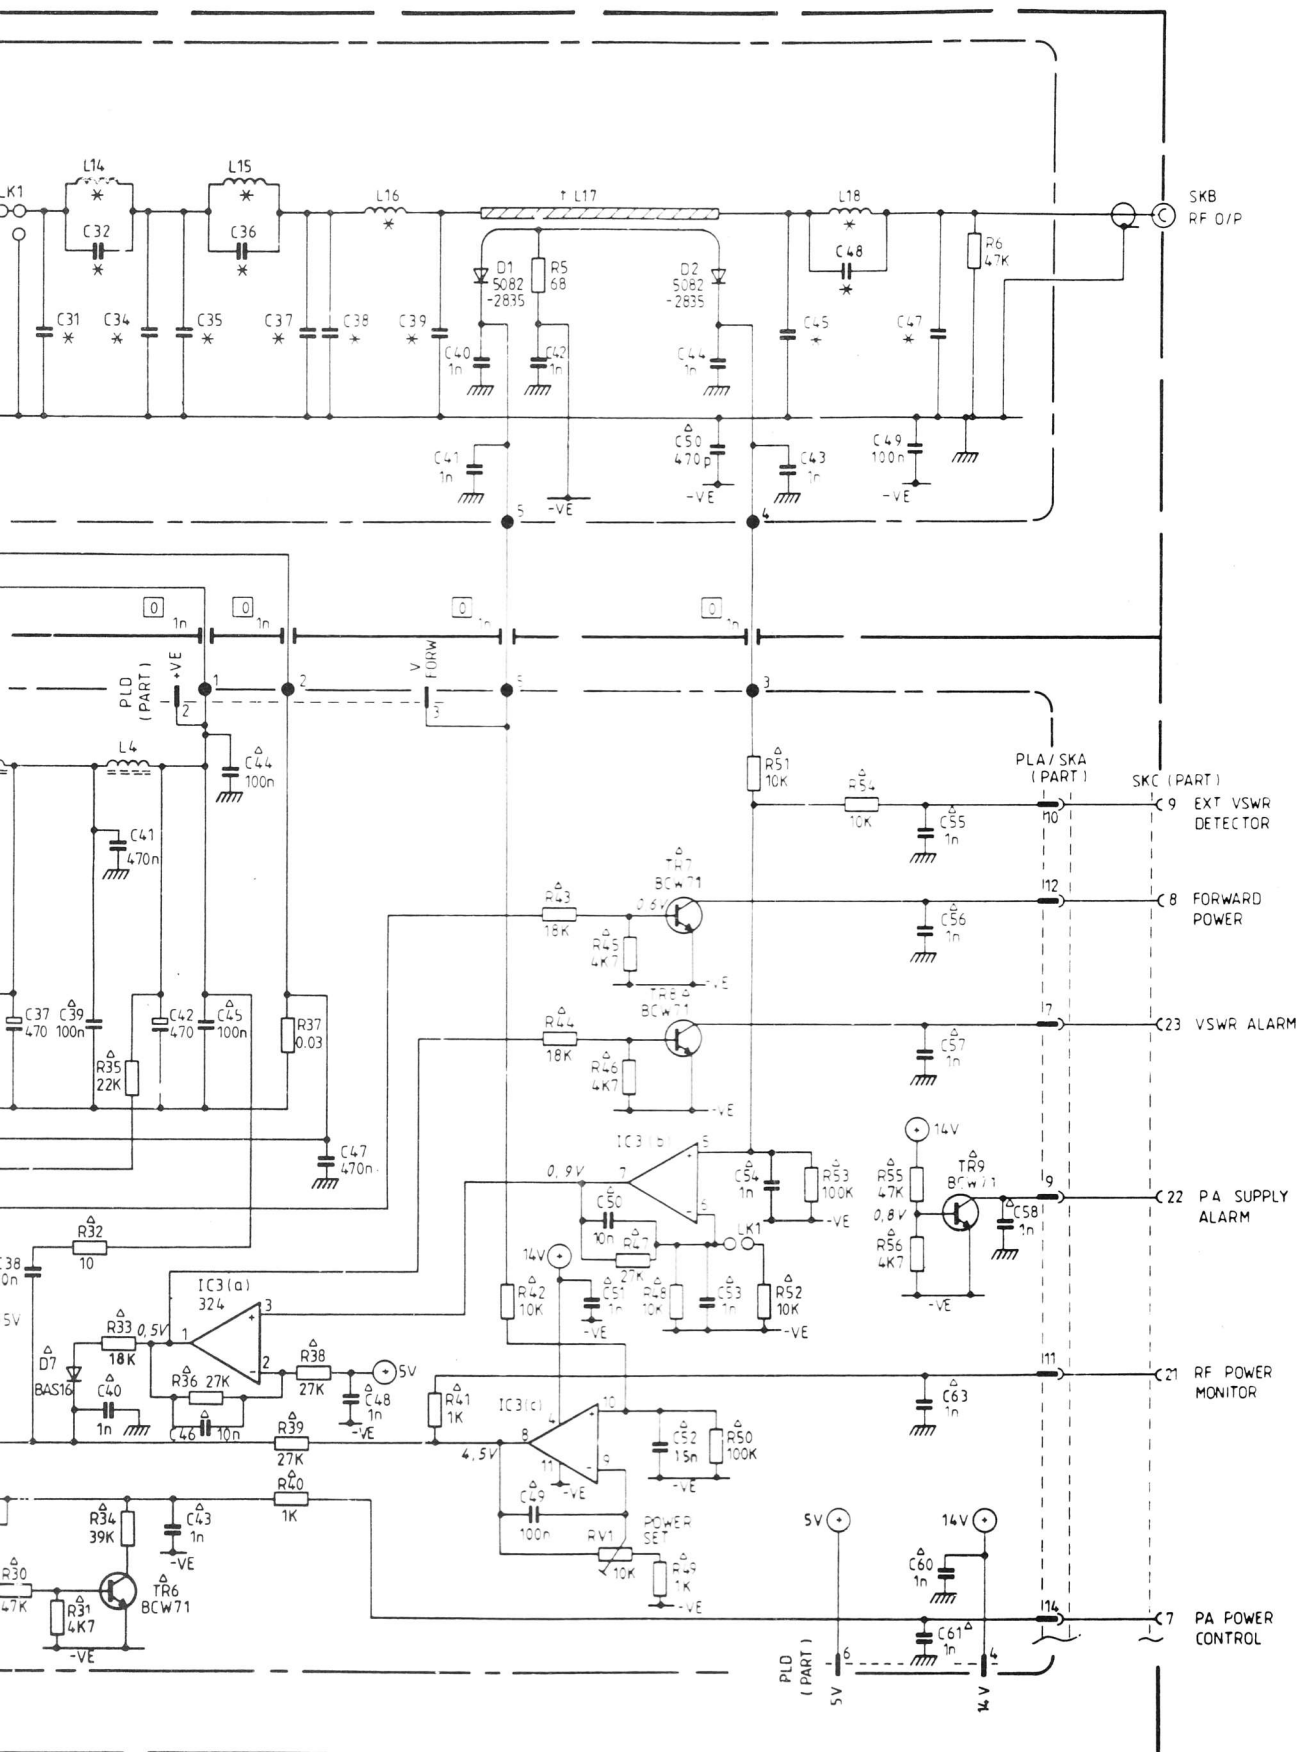 LK1
L14
*
C32
*
L15
*
C36
*
L16
*
↑ L17
L18
*
C48
*
SKB
RF O/P
R6
47K
D1
5082
-2835
R5
68
D2
5082
-2835
C31
*
C34
*
C35
*
C37
*
C38
*
C39
*
C40
1n
C42
1n
C44
1n
C45
*
C47
*
C41
1n
-VE
C50
470p
-VE
C43
1n
C49
100n
-VE
5
4
0
1n
0
1n
0
1n
0
1n
PLD
(PART)
+VE
2
1
2
V
FORW
3
5
3
L4
C44
100n
C41
470n
R51
10K
R54
10K
C55
1n
PLA/SKA
(PART)
SKC (PART)
10
9
EXT VSWR
DETECTOR
TR7
BCW71
R43
18K
0,6V
R45
4K7
-VE
C56
1n
12
8
FORWARD
POWER
TR8
BCW71
R44
18K
R46
4K7
-VE
C57
1n
7
23
VSWR ALARM
C37
470
C39
100n
C42
470
C45
100n
R37
0.03
R35
22K
C47
470n
IC3(b)
5
6
7
0,9V
C50
10n
R47
27K
C54
1n
R53
100K
-VE
LK1
R48
10K
C53
1n
R52
10K
-VE
14V
R55
47K
0,8V
R56
4K7
-VE
TR9
BCW71
C58
1n
9
22
PA SUPPLY
ALARM
R32
10
C38
0n
5V
IC3(a)
324
3
2
1
R33
18K
0,5V
D7
BAS16
C40
1n
R36 27K
C46
10n
R38
27K
5V
C48
1n
-VE
14V
C51
1n
-VE
R42
10K
R41
1K
R39
27K
IC3(c)
10
9
8
4
11
4,5V
-VE
C52
15n
R50
100K
-VE
C63
1n
11
21
RF POWER
MONITOR
R40
1K
C49
100n
RV1
10K
POWER
SET
R49
1K
-VE
R34
39K
C43
1n
-VE
R30
47K
R31
4K7
-VE
TR6
BCW71
5V
14V
C60
1n
C61
1n
14
7
PA POWER
CONTROL
PLD
(PART)
6
5V
4
14V